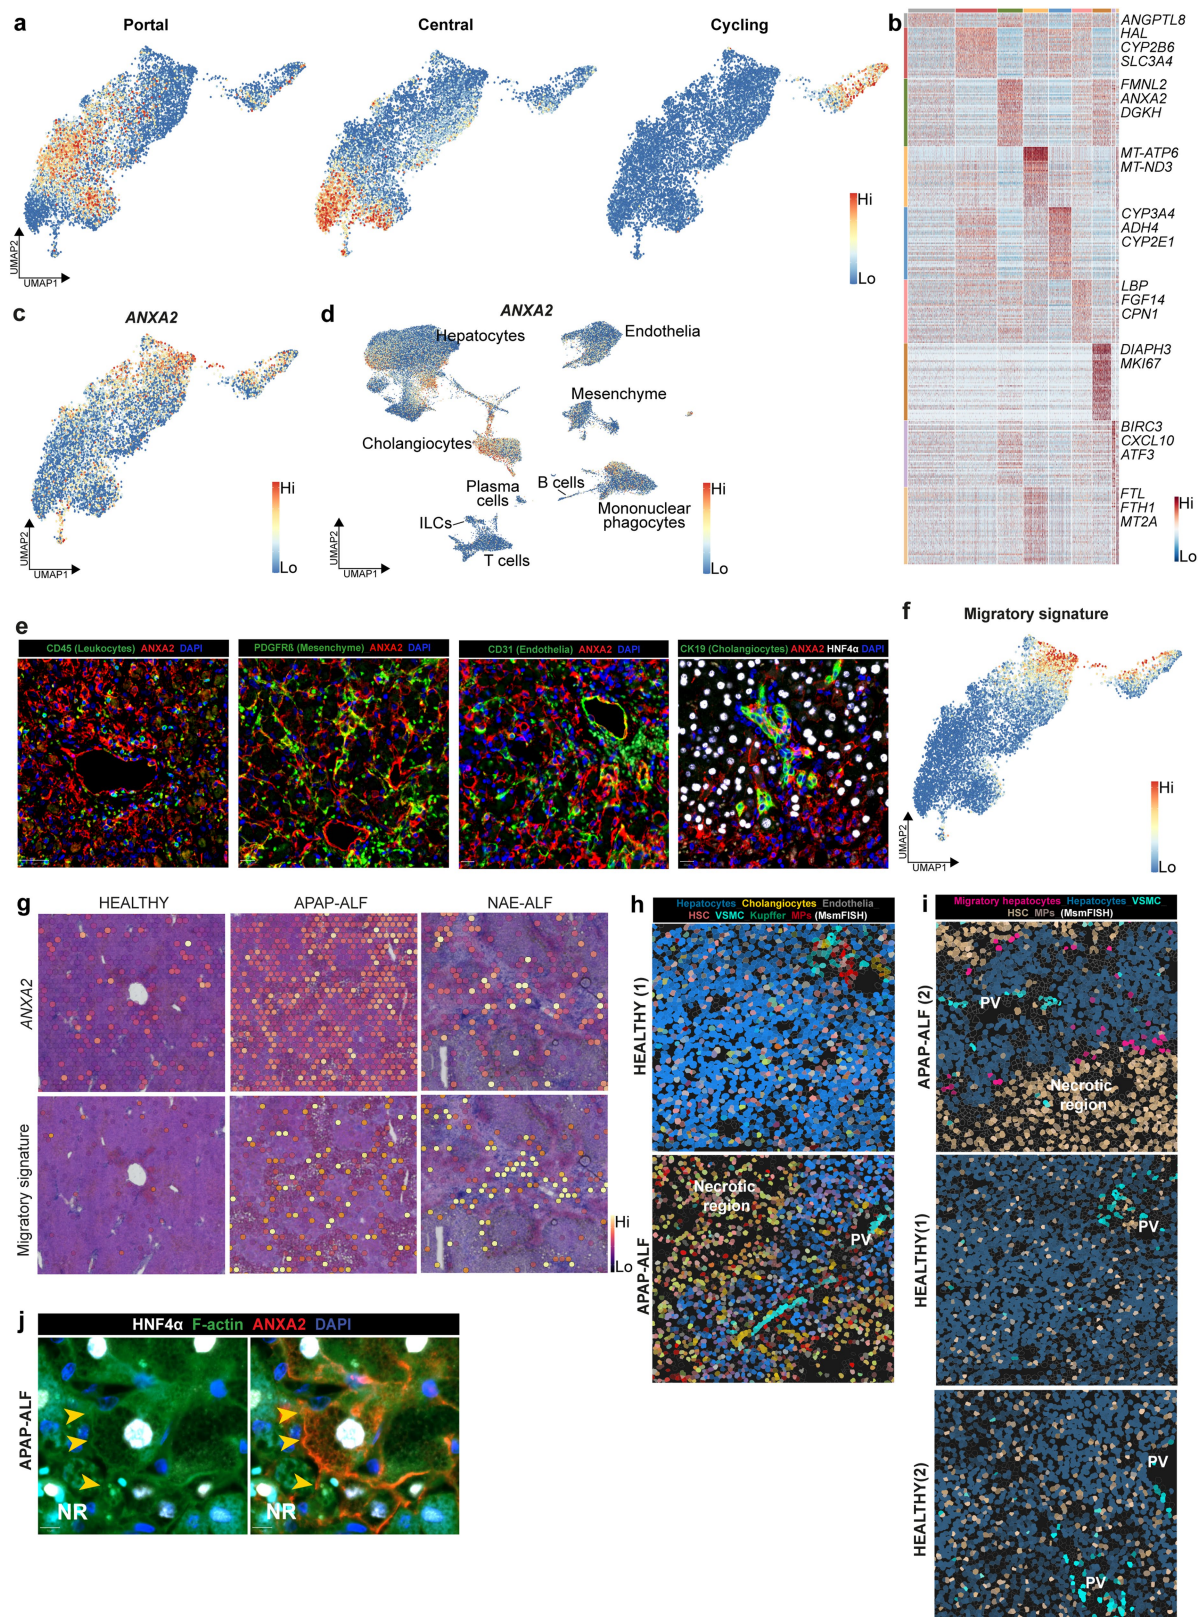 a
Portal
Central
Cycling
Hi
Lo
UMAP2
UMAP1
b
ANGPTL8
HAL
CYP2B6
SLC3A4
FMNL2
ANXA2
DGKH
MT-ATP6
MT-ND3
CYP3A4
ADH4
CYP2E1
LBP
FGF14
CPN1
DIAPH3
MKI67
BIRC3
CXCL10
ATF3
FTL
FTH1
MT2A
Hi
Lo
c
ANXA2
Hi
Lo
UMAP2
UMAP1
d
ANXA2
Hepatocytes
Endothelia
Mesenchyme
Cholangiocytes
Plasma
cells
B cells
Mononuclear
phagocytes
ILCs
T cells
Hi
Lo
UMAP2
UMAP1
e
CD45 (Leukocytes) ANXA2 DAPI
PDGFRß (Mesenchyme) ANXA2 DAPI
CD31 (Endothelia) ANXA2 DAPI
CK19 (Cholangiocytes) ANXA2 HNF4α DAPI
f
Migratory signature
Hi
Lo
UMAP2
UMAP1
g
HEALTHY
APAP-ALF
NAE-ALF
ANXA2
Migratory signature
Hi
Lo
h
Hepatocytes Cholangiocytes Endothelia
HSC VSMC Kupffer MPs (MsmFISH)
HEALTHY (1)
APAP-ALF
Necrotic
region
PV
i
Migratory hepatocytes Hepatocytes VSMC
HSC MPs (MsmFISH)
APAP-ALF (2)
PV
Necrotic
region
HEALTHY(1)
PV
HEALTHY(2)
PV
PV
j
HNF4α F-actin ANXA2 DAPI
APAP-ALF
NR
NR